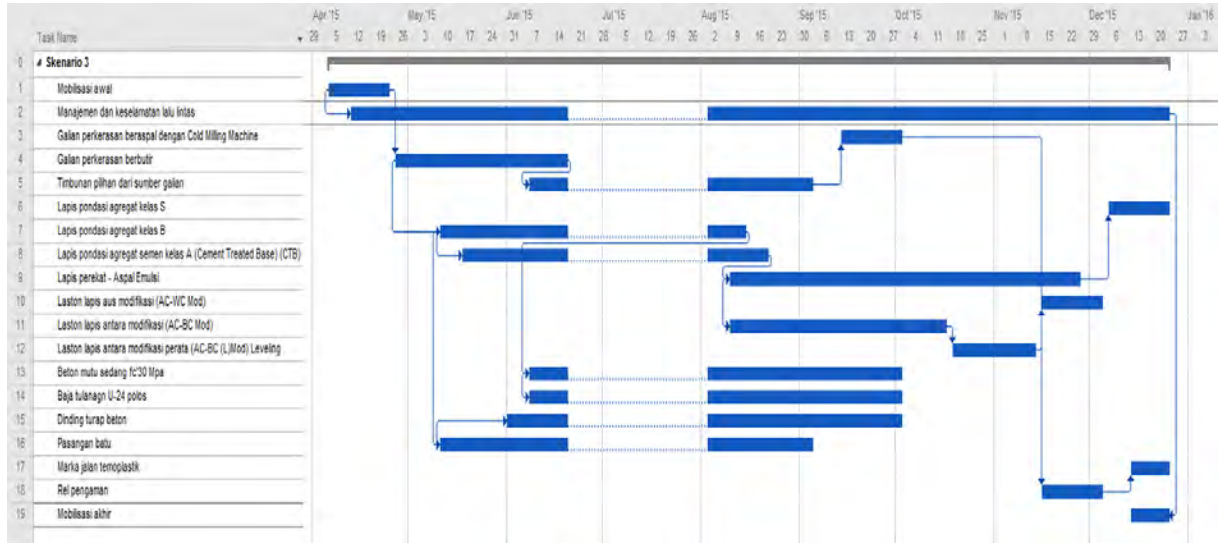 Apr '15 May '15 Jun '15 Jul '15 Aug '15 Sep '15 Oct '15 Nov '15 Dec '15 Jan '16
Task Name 29 5 12 19 26 3 10 17 24 31 7 14 21 28 5 12 19 26 2 9 16 23 30 6 13 20 27 4 11 18 25 1 8 15 22 29 6 13 20 27 3
0 Skenario 3
1 Mobilisasi awal
2 Manajemen dan keselamatan lalu lintas
3 Galian perkerasan beraspal dengan Cold Milling Machine
4 Galian perkerasan berbutir
5 Timbunan pilihan dari sumber galian
6 Lapis pondasi agregat kelas S
7 Lapis pondasi agregat kelas B
8 Lapis pondasi agregat semen kelas A (Cement Treated Base) (CTB)
9 Lapis perekat - Aspal Emulsi
10 Laston lapis aus modifikasi (AC-WC Mod)
11 Laston lapis antara modifikasi (AC-BC Mod)
12 Laston lapis antara modifikasi perata (AC-BC (L)Mod) Leveling
13 Beton mutu sedang fc'30 Mpa
14 Baja tulanagn U-24 polos
15 Dinding turap beton
16 Pasangan batu
17 Marka jalan temoplastik
18 Rel pengaman
19 Mobilisasi akhir